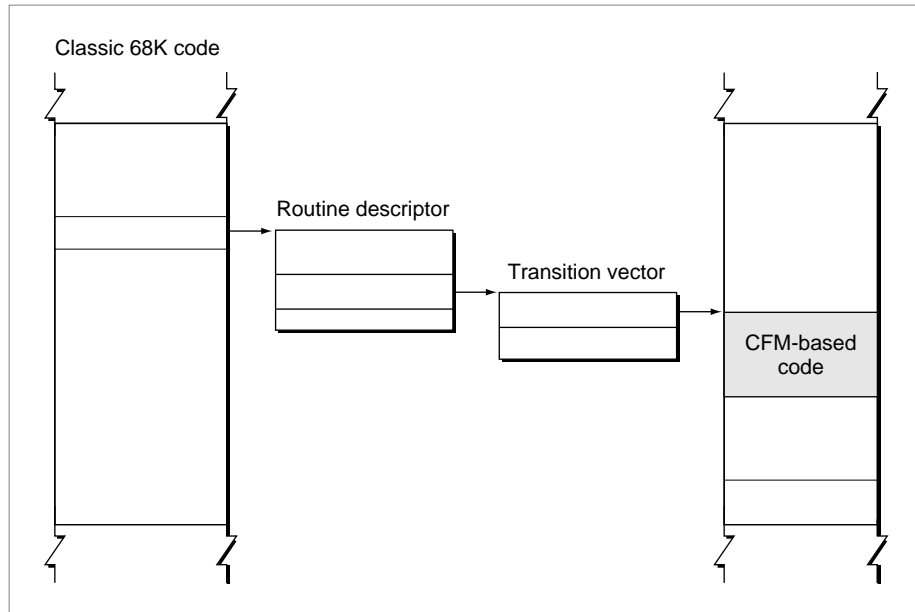 Classic 68K code
Routine descriptor
Transition vector
CFM-based
code